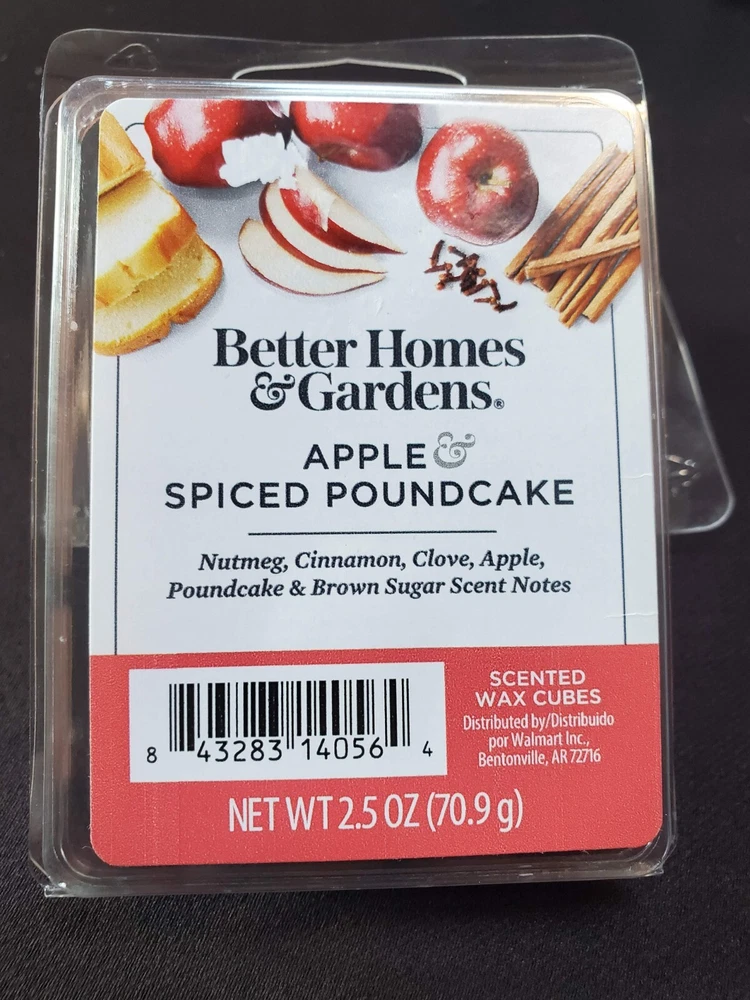 Better Homes
& Gardens®
APPLE &
SPICED POUNDCAKE
Nutmeg, Cinnamon, Clove, Apple,
Poundcake & Brown Sugar Scent Notes
8 43283 14056 4
SCENTED
WAX CUBES
Distributed by/Distribuido
por Walmart Inc.,
Bentonville, AR 72716
NET WT 2.5 OZ (70.9 g)